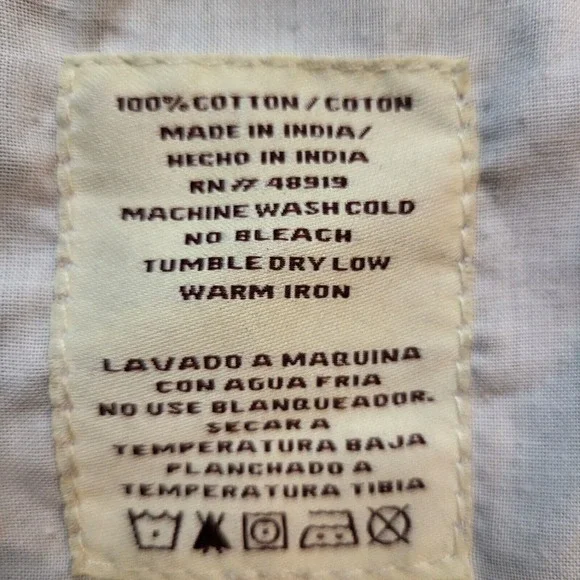 100% COTTON / COTON
MADE IN INDIA/
HECHO IN INDIA
RN # 48919
MACHINE WASH COLD
NO BLEACH
TUMBLE DRY LOW
WARM IRON
LAVADO A MAQUINA
CON AGUA FRIA
NO USE BLANQUEADOR.
SECAR A
TEMPERATURA BAJA
PLANCHADO A
TEMPERATURA TIBIA